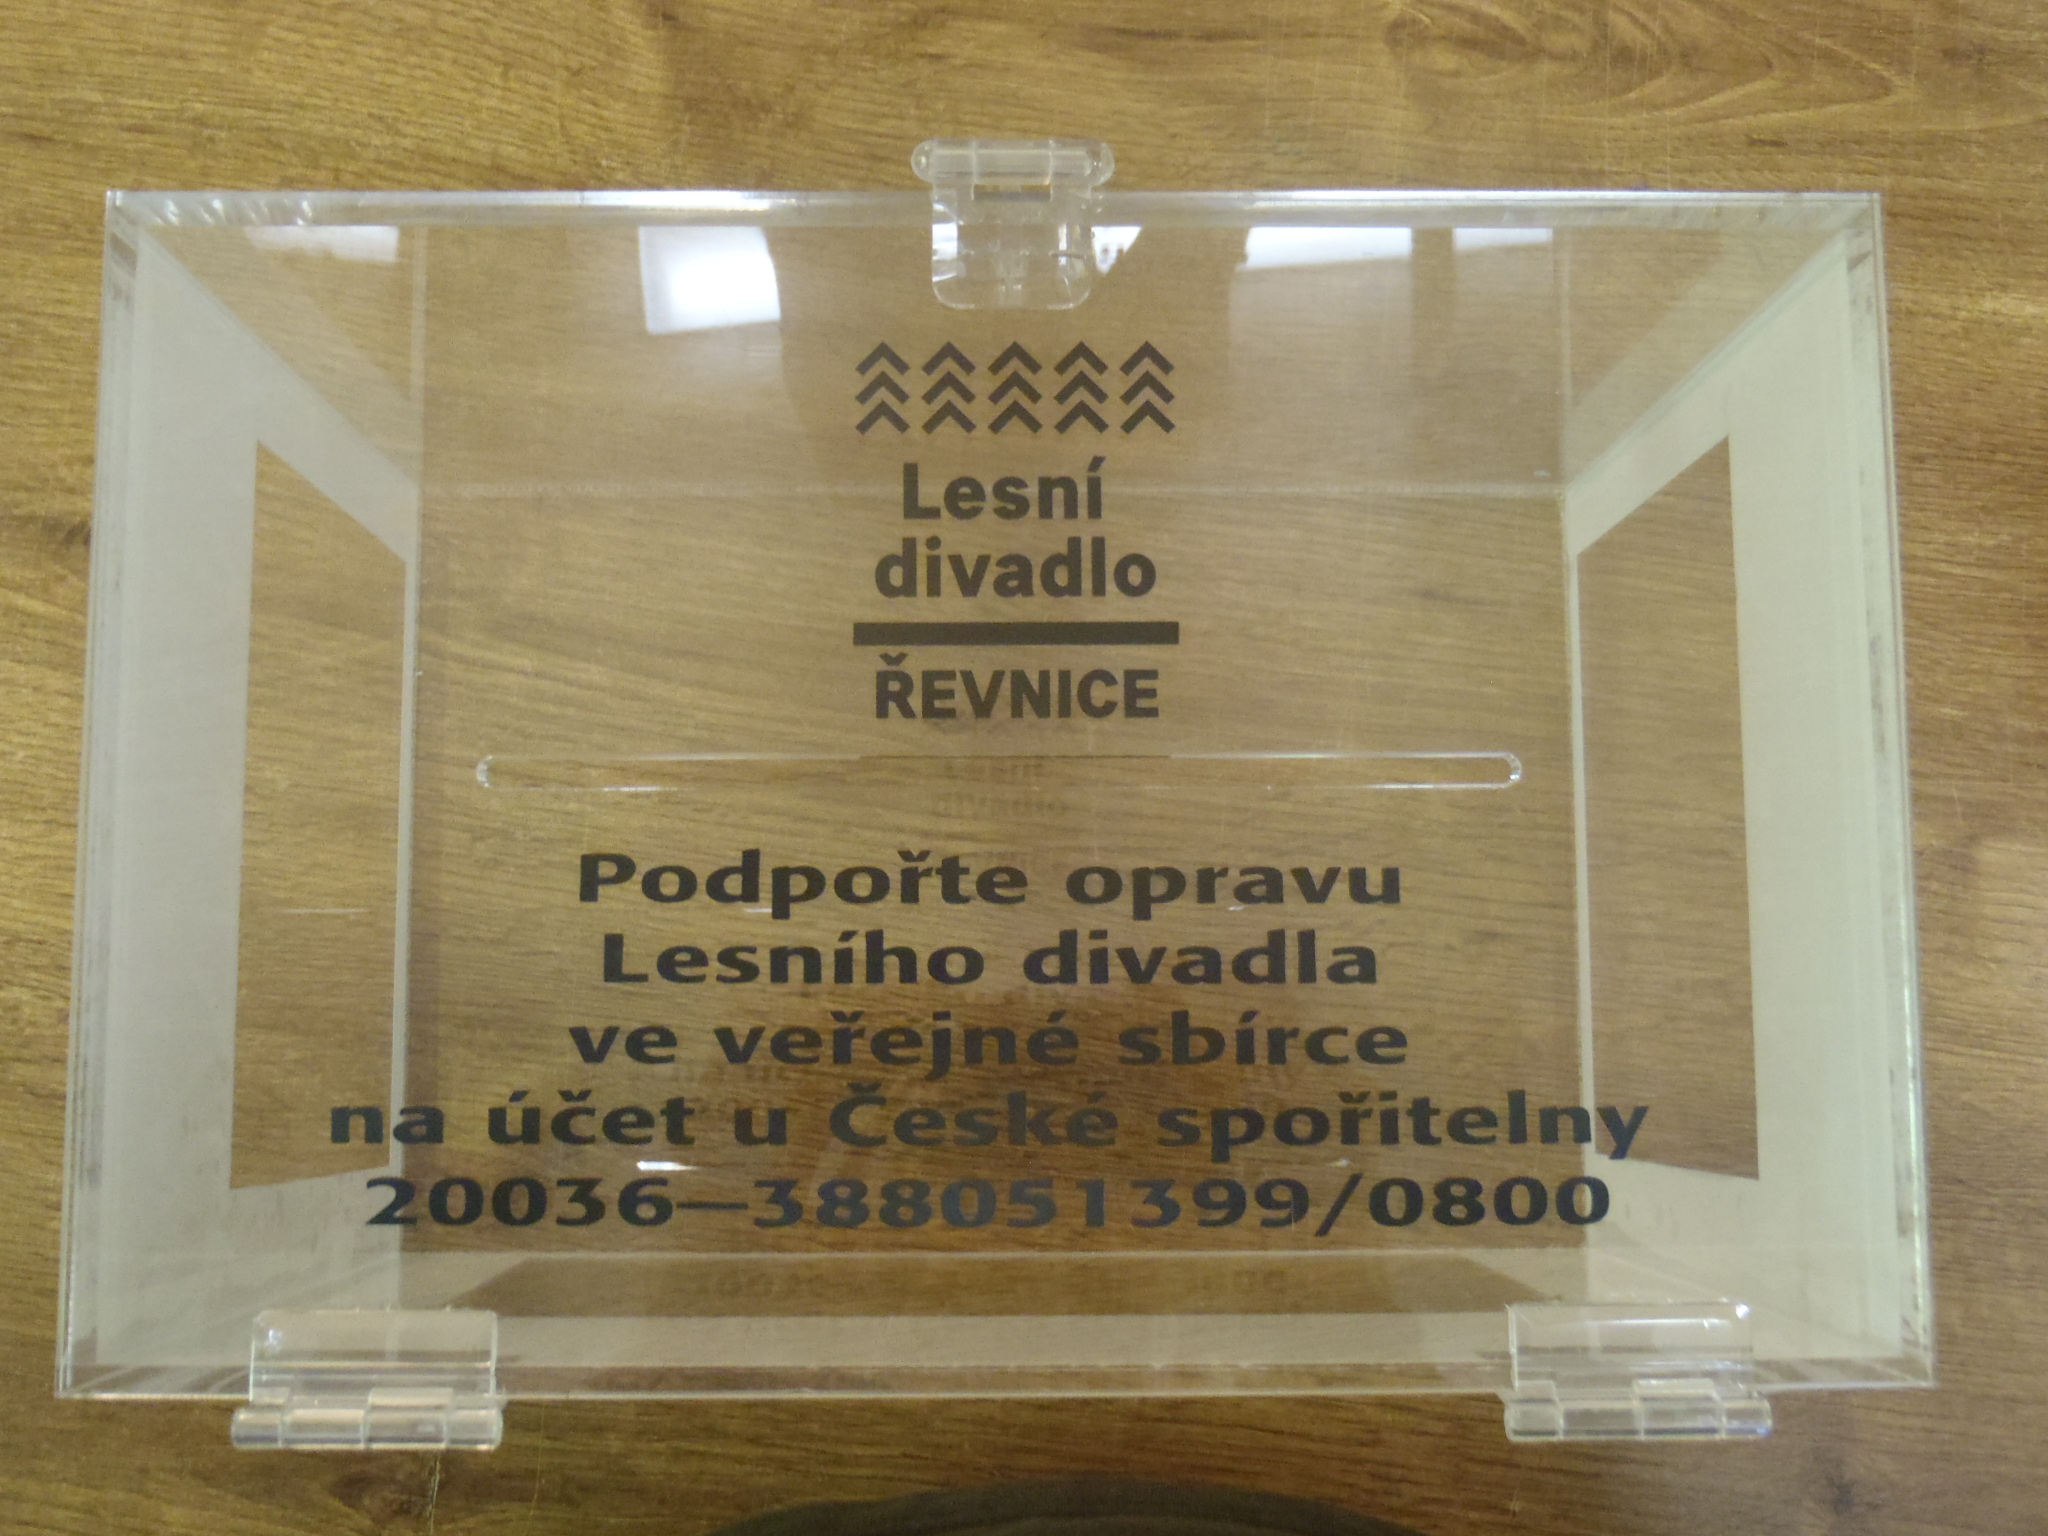 Lesní
divadlo
ŘEVNICE
Podpořte opravu
Lesního divadla
ve veřejné sbírce
na účet u České spořitelny
20036—388051399/0800